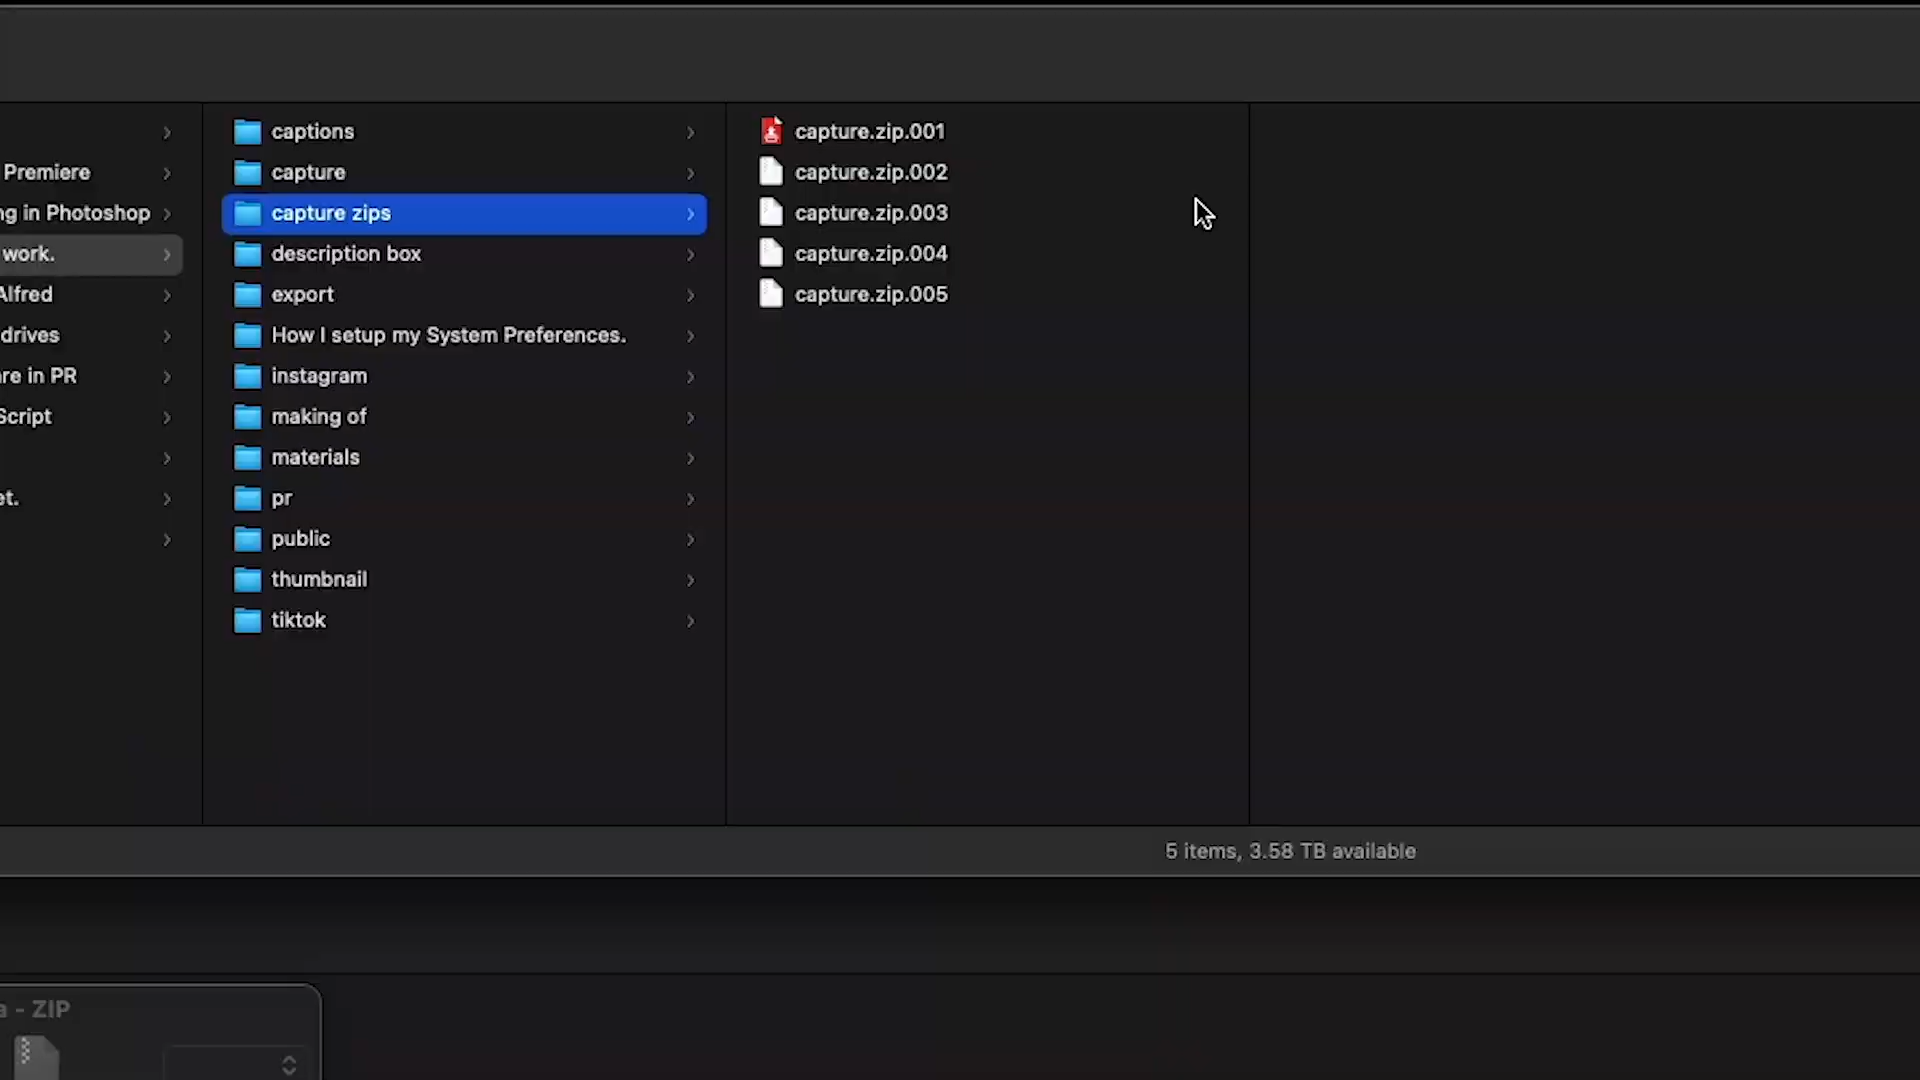 Premiere
ng in Photoshop
work.
Alfred
drives
are in PR
Script
et.
captions
capture
capture zips
description box
export
How I setup my System Preferences.
instagram
making of
materials
pr
public
thumbnail
tiktok
capture.zip.001
capture.zip.002
capture.zip.003
capture.zip.004
capture.zip.005
5 items, 3.58 TB available
a - ZIP